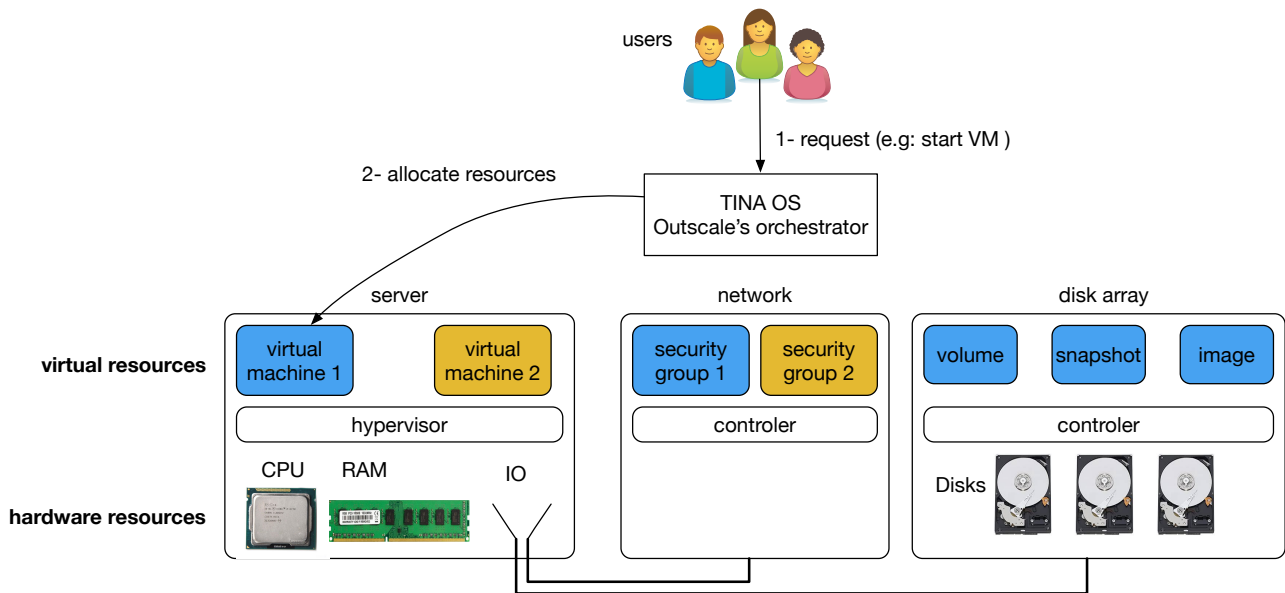 users
1- request (e.g: start VM )
2- allocate resources
TINA OS
Outscale's orchestrator
server
network
disk array
virtual resources
virtual
machine 1
virtual
machine 2
security
group 1
security
group 2
volume
snapshot
image
hypervisor
controler
controler
CPU
RAM
IO
Disks
hardware resources